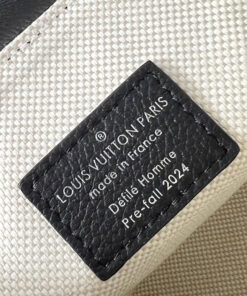 ®
LOUIS VUITTON PARIS
made in France
Défilé Homme
Pre-fall 2024